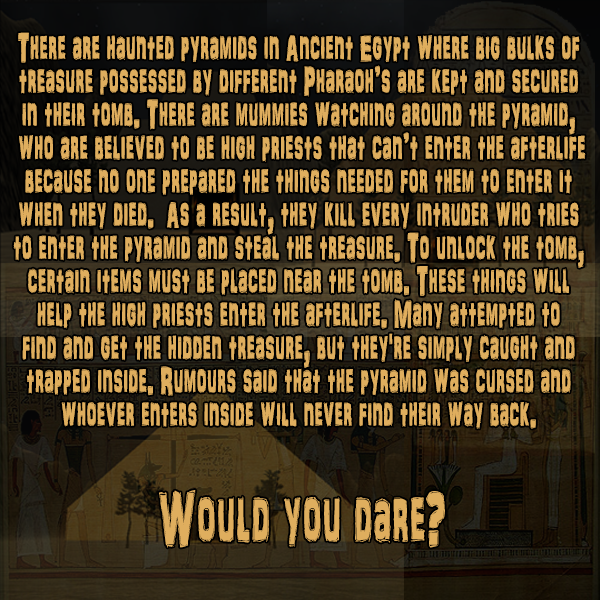 There are haunted pyramids in Ancient Egypt where big bulks of
treasure possessed by different Pharaoh's are kept and secured
in their tomb. There are mummies watching around the pyramid,
who are believed to be high priests that can't enter the afterlife
because no one prepared the things needed for them to enter it
when they died. As a result, they kill every intruder who tries
to enter the pyramid and steal the treasure. To unlock the tomb,
certain items must be placed near the tomb. These things will
help the high priests enter the afterlife. Many attempted to
find and get the hidden treasure, but they're simply caught and
trapped inside. Rumours said that the pyramid was cursed and
whoever enters inside will never find their way back.
Would you dare?